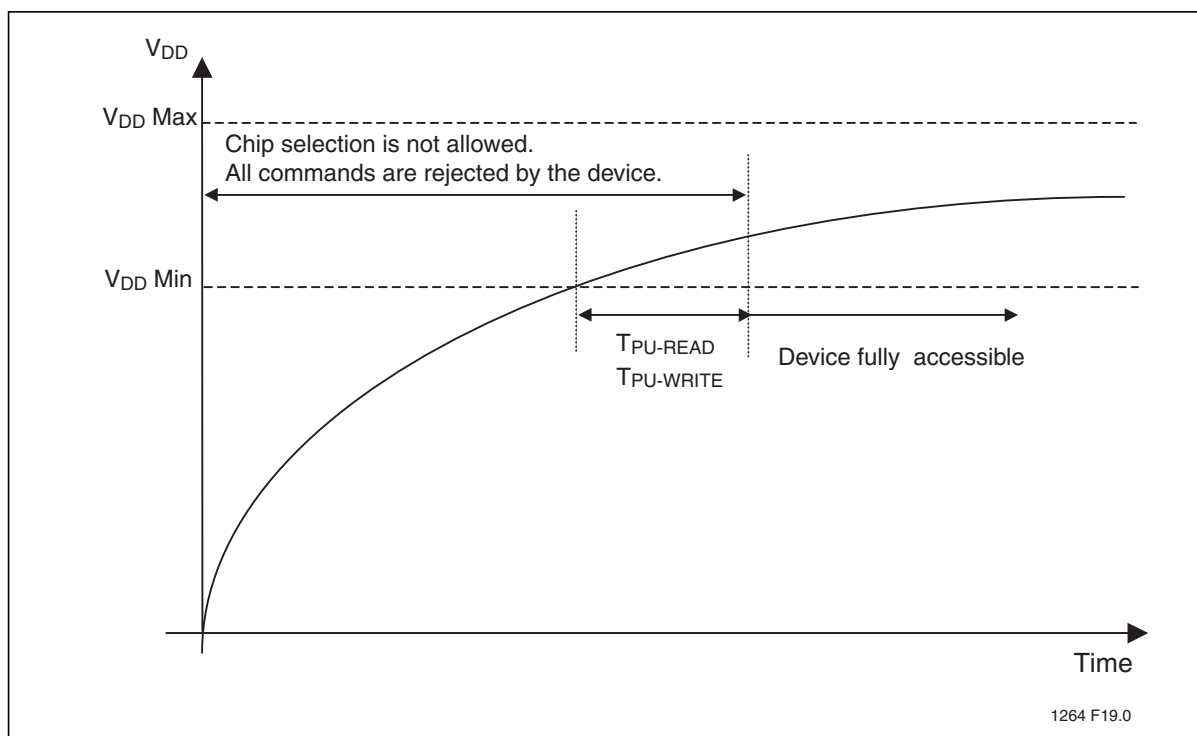 VDD
VDD Max
Chip selection is not allowed.
All commands are rejected by the device.
VDD Min
TPU-READ
TPU-WRITE
Device fully accessible
Time
1264 F19.0